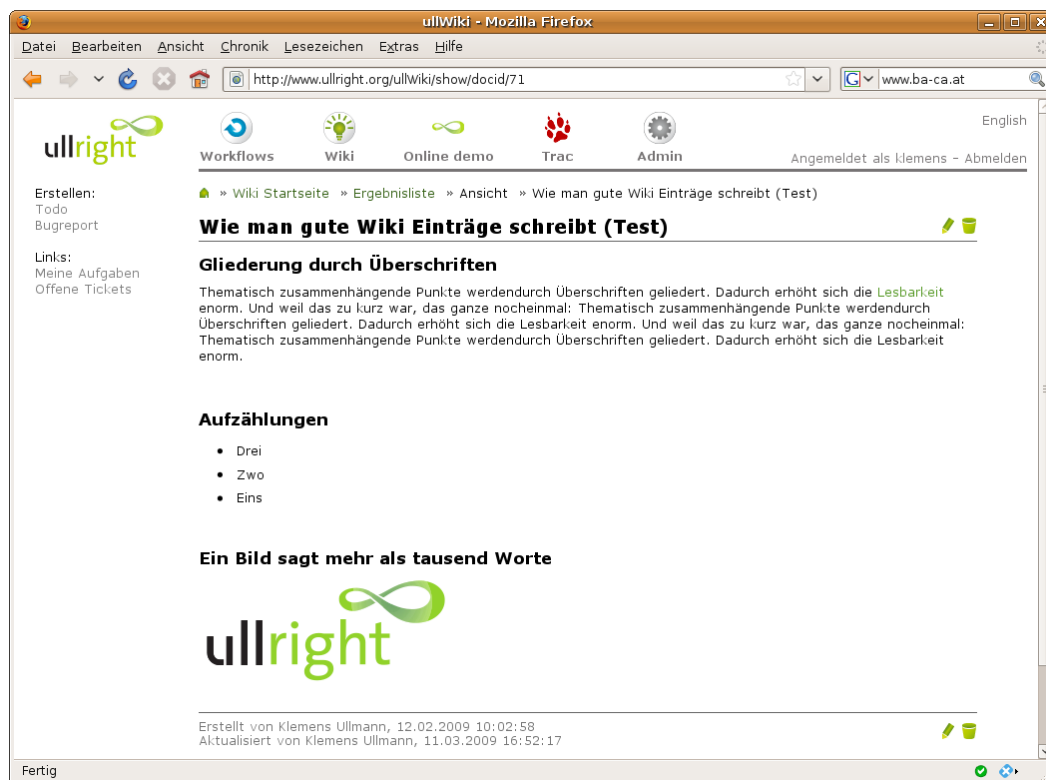 ullWiki - Mozilla Firefox
Datei Bearbeiten Ansicht Chronik Lesezeichen Extras Hilfe
http://www.ullright.org/ullWiki/show/docid/71
G www.ba-ca.at
ullright
English
Workflows Wiki Online demo Trac Admin
Angemeldet als klemens - Abmelden
Erstellen:
Todo
Bugreport
Links:
Meine Aufgaben
Offene Tickets
» Wiki Startseite » Ergebnisliste » Ansicht » Wie man gute Wiki Einträge schreibt (Test)
Wie man gute Wiki Einträge schreibt (Test)
Gliederung durch Überschriften
Thematisch zusammenhängende Punkte werdendurch Überschriften geliedert. Dadurch erhöht sich die Lesbarkeit
enorm. Und weil das zu kurz war, das ganze nocheinmal: Thematisch zusammenhängende Punkte werdendurch
Überschriften geliedert. Dadurch erhöht sich die Lesbarkeit enorm. Und weil das zu kurz war, das ganze nocheinmal:
Thematisch zusammenhängende Punkte werdendurch Überschriften geliedert. Dadurch erhöht sich die Lesbarkeit
enorm.
Aufzählungen
• Drei
• Zwo
• Eins
Ein Bild sagt mehr als tausend Worte
ullright
Erstellt von Klemens Ullmann, 12.02.2009 10:02:58
Aktualisiert von Klemens Ullmann, 11.03.2009 16:52:17
Fertig